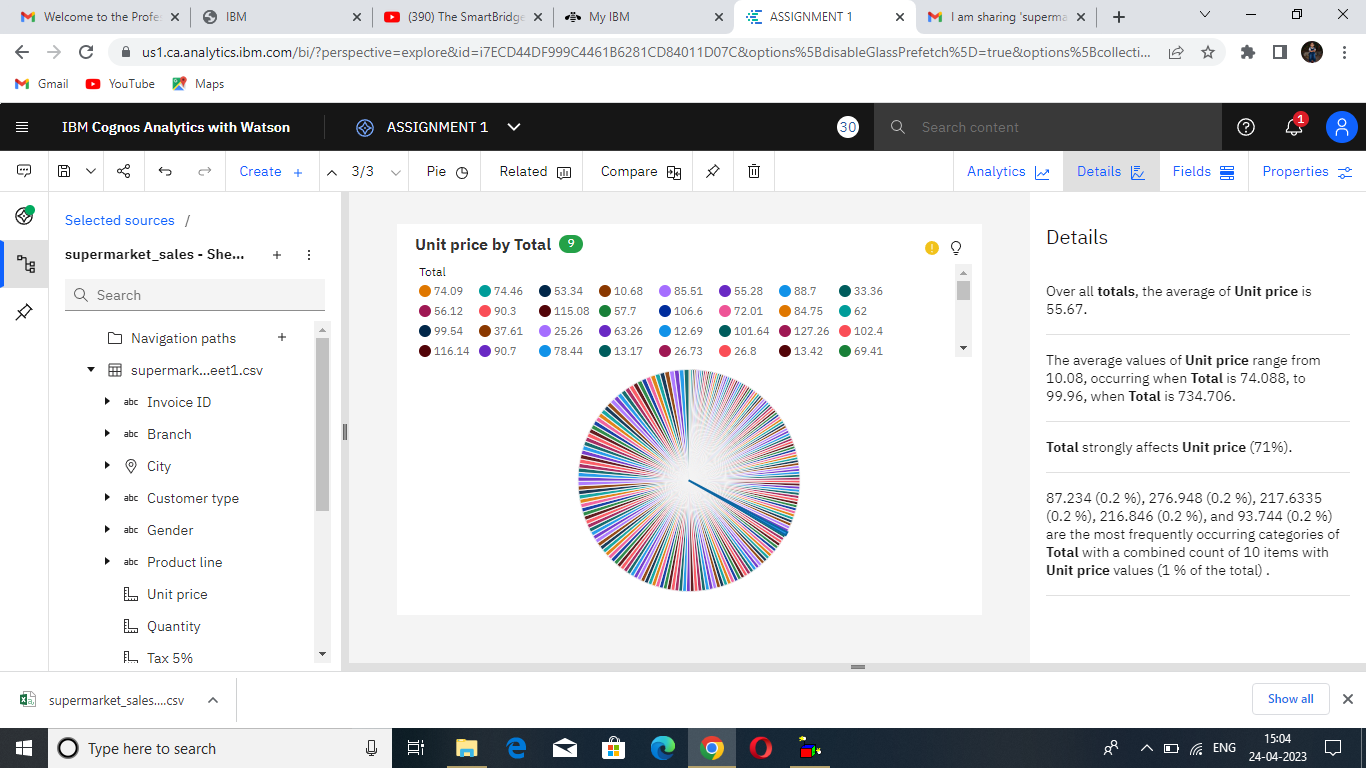 Welcome to the Profes
IBM
(390) The SmartBridge
My IBM
ASSIGNMENT 1
I am sharing 'superma
us1.ca.analytics.ibm.com/bi/?perspective=explore&id=i7ECD44DF999C4461B6281CD84011D07C&options%5BdisableGlassPrefetch%5D=true&options%5Bcollecti...
Gmail
YouTube
Maps
IBM Cognos Analytics with Watson
ASSIGNMENT 1
30
Search content
1
Create +
3/3
Pie
Related
Compare
Analytics
Details
Fields
Properties
Selected sources /
supermarket_sales - She...
Search
Navigation paths
supermark...eet1.csv
abc Invoice ID
abc Branch
City
abc Customer type
abc Gender
abc Product line
Unit price
Quantity
Tax 5%
Unit price by Total 9
Total
74.09 74.46 53.34 10.68 85.51 55.28 88.7 33.36
56.12 90.3 115.08 57.7 106.6 72.01 84.75 62
99.54 37.61 25.26 63.26 12.69 101.64 127.26 102.4
116.14 90.7 78.44 13.17 26.73 26.8 13.42 69.41
Details
Over all totals, the average of Unit price is
55.67.
The average values of Unit price range from
10.08, occurring when Total is 74.088, to
99.96, when Total is 734.706.
Total strongly affects Unit price (71%).
87.234 (0.2 %), 276.948 (0.2 %), 217.6335
(0.2 %), 216.846 (0.2 %), and 93.744 (0.2 %)
are the most frequently occurring categories of
Total with a combined count of 10 items with
Unit price values (1 % of the total) .
supermarket_sales....csv
Show all
Type here to search
ENG
15:04
24-04-2023